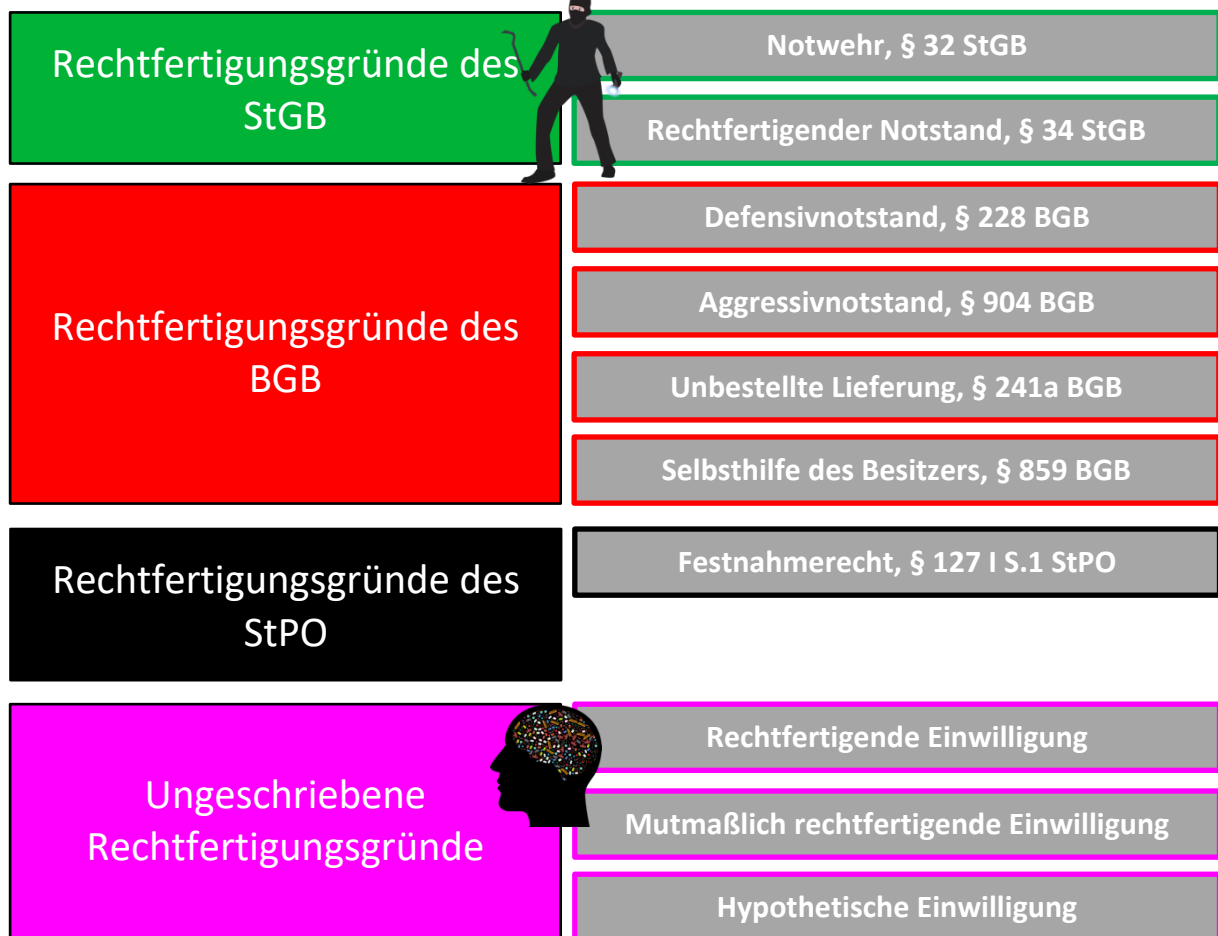 Rechtfertigungsgründe des
StGB
Notwehr, § 32 StGB
Rechtfertigender Notstand, § 34 StGB
Rechtfertigungsgründe des
BGB
Defensivnotstand, § 228 BGB
Aggressivnotstand, § 904 BGB
Unbestellte Lieferung, § 241a BGB
Selbsthilfe des Besitzers, § 859 BGB
Rechtfertigungsgründe des
StPO
Festnahmerecht, § 127 I S.1 StPO
Ungeschriebene
Rechtfertigungsgründe
Rechtfertigende Einwilligung
Mutmaßlich rechtfertigende Einwilligung
Hypothetische Einwilligung